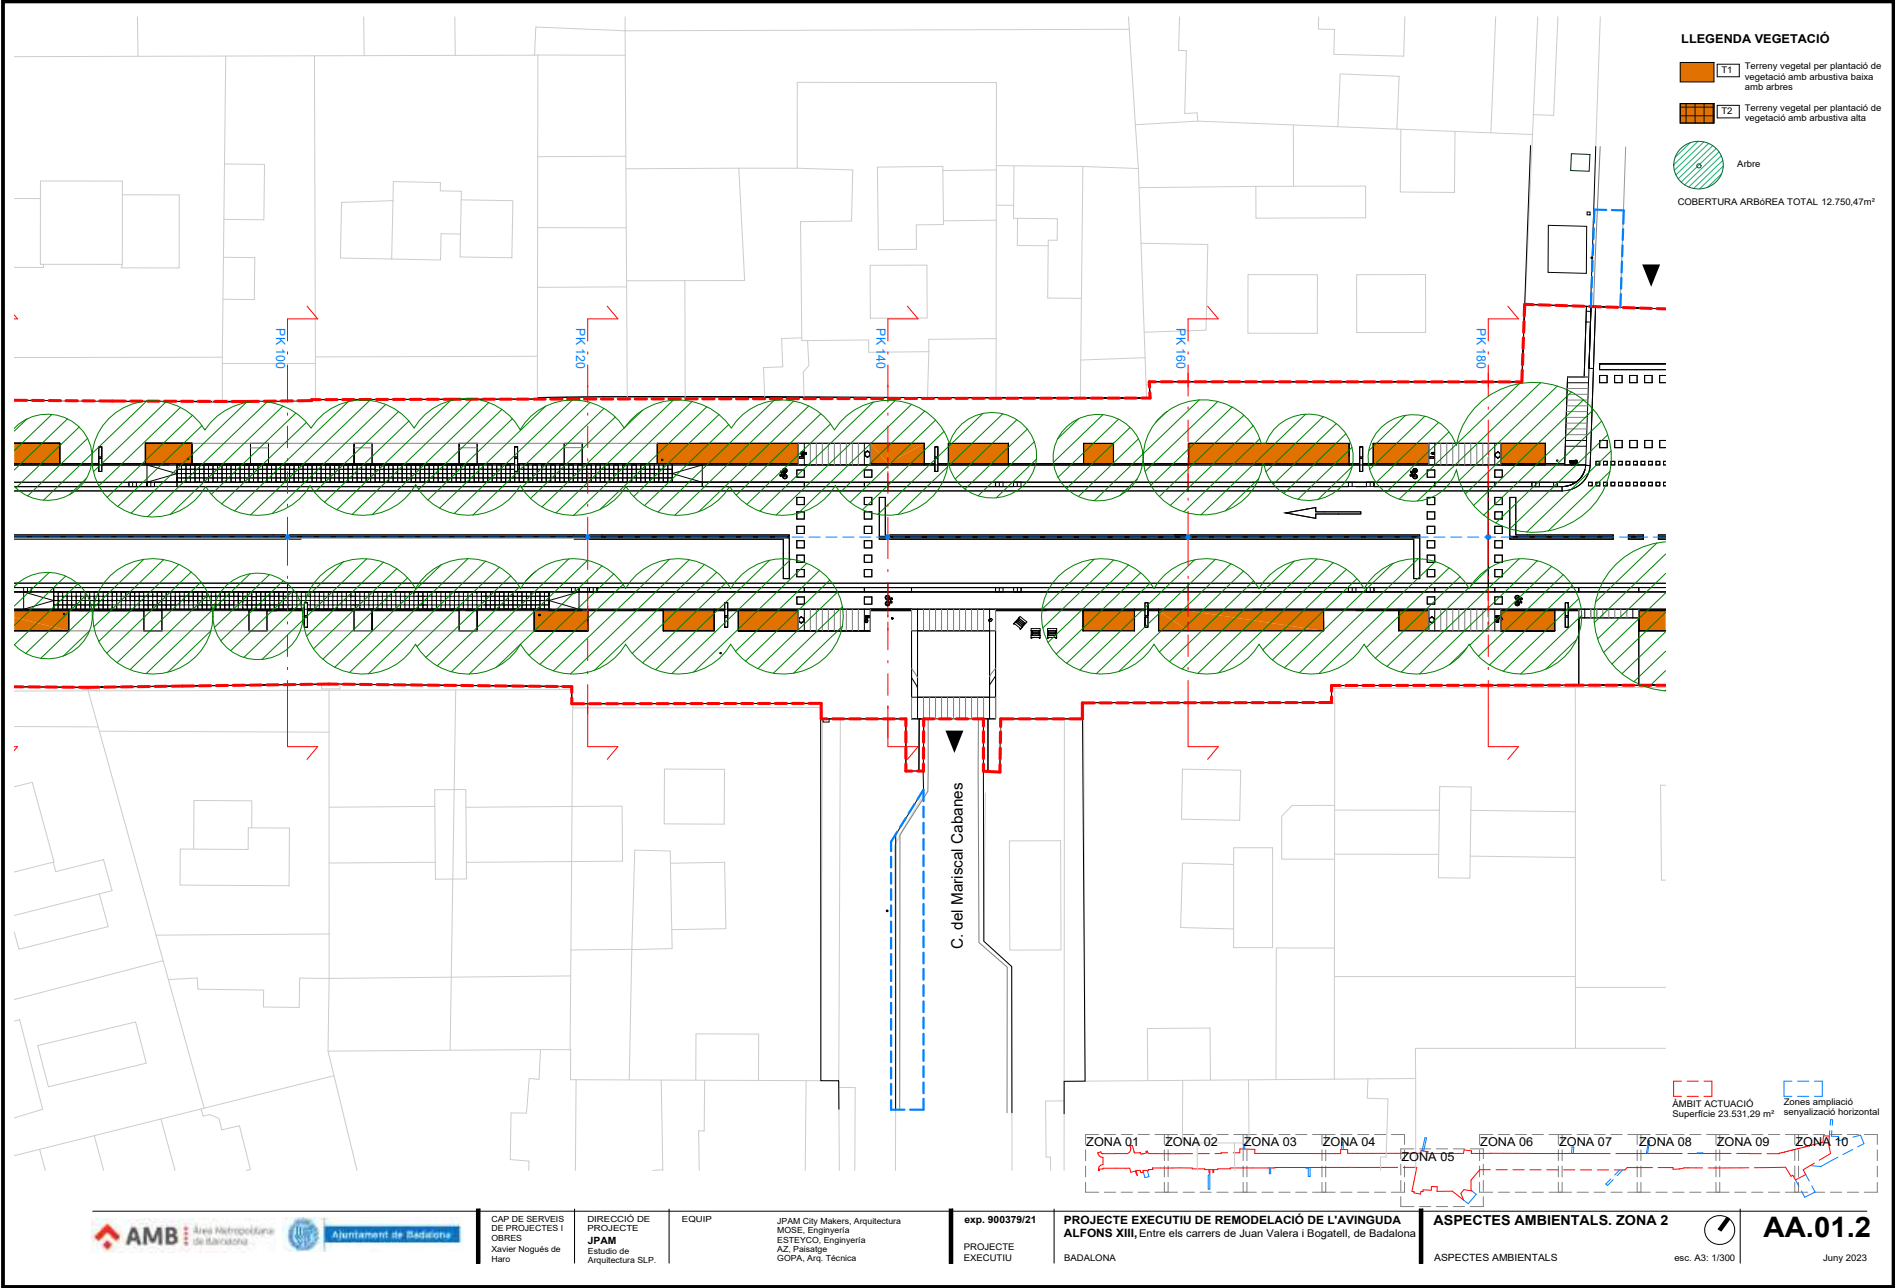 LLEGENDA VEGETACIÓ
T1 Terreny vegetal per plantació de
vegetació amb arbustiva baixa
amb arbres
T2 Terreny vegetal per plantació de
vegetació amb arbustiva alta
Arbre
COBERTURA ARBòREA TOTAL 12.750,47m²
PK 100
PK 120
PK 140
PK 160
PK 180
C. del Mariscal Cabanes
ÀMBIT ACTUACIÓ
Superfície 23.531,29 m²
Zones ampliació
senyalizació horizontal
ZONA 01
ZONA 02
ZONA 03
ZONA 04
ZONA 05
ZONA 06
ZONA 07
ZONA 08
ZONA 09
ZONA 10
AMB Àrea Metropolitana
de Barcelona
Ajuntament de Badalona
CAP DE SERVEIS
DE PROJECTES I
OBRES
Xavier Nogués de
Haro
DIRECCIÓ DE
PROJECTE
JPAM
Estudio de
Arquitectura SLP.
EQUIP
JPAM City Makers, Arquitectura
MOSE, Enginyería
ESTEYCO, Enginyería
AZ, Paisatge
GOPA, Arq. Técnica
exp. 900379/21
PROJECTE
EXECUTIU
PROJECTE EXECUTIU DE REMODELACIÓ DE L'AVINGUDA
ALFONS XIII, Entre els carrers de Juan Valera i Bogatell, de Badalona
BADALONA
ASPECTES AMBIENTALS. ZONA 2
ASPECTES AMBIENTALS
esc. A3: 1/300
AA.01.2
Juny 2023